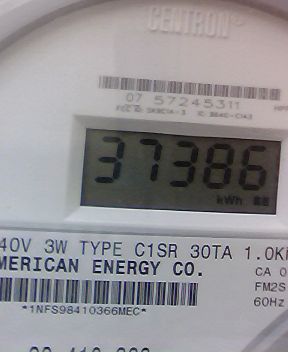 CENTRON®
07 57245311
37386
kWh
40V 3W TYPE C1SR 30TA 1.0K
MERICAN ENERGY CO.
CA 0
FM2S
60Hz
*1NFS98410366MEC*